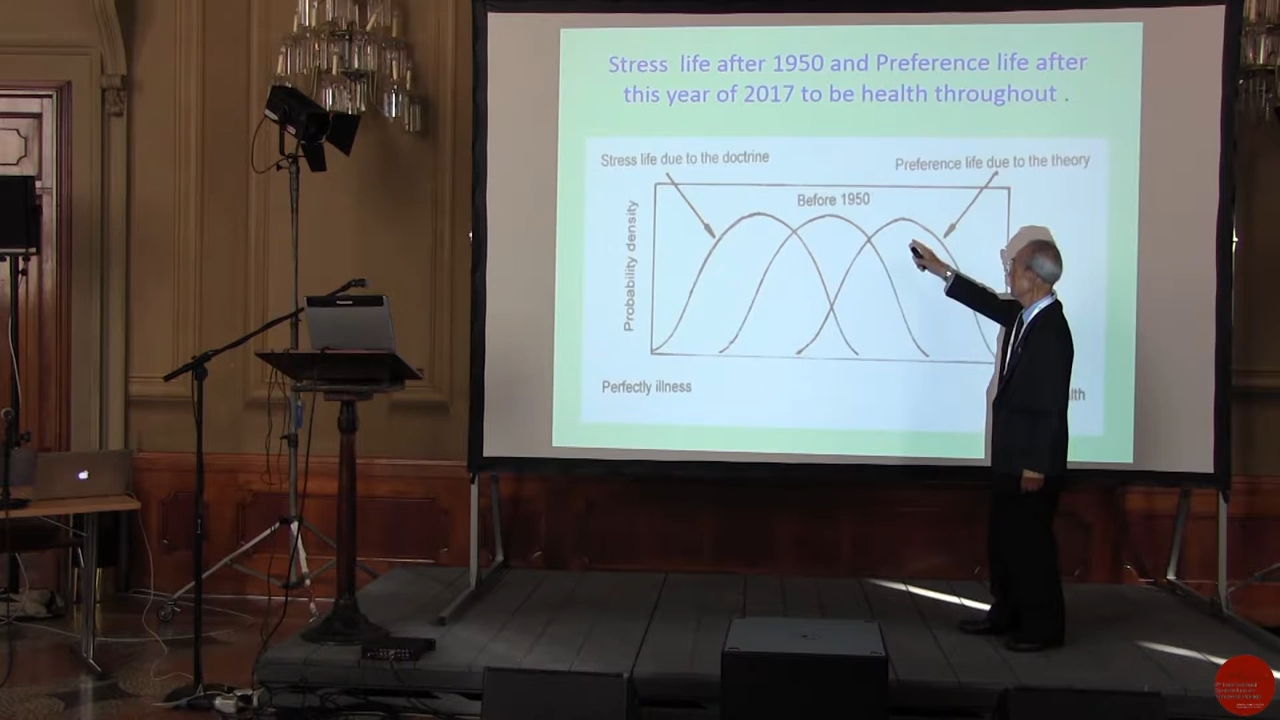 Stress life after 1950 and Preference life after
this year of 2017 to be health throughout .
Stress life due to the doctrine
Preference life due to the theory
Before 1950
Probability density
Perfectly illness